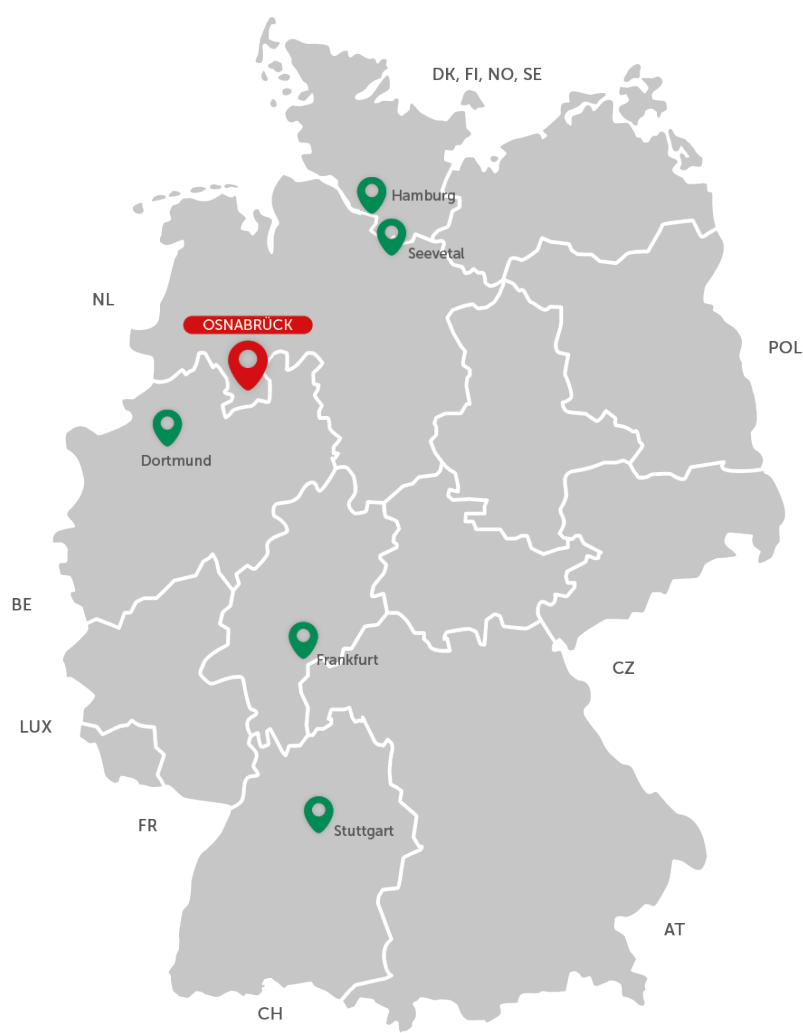 DK, FI, NO, SE
Hamburg
Seevetal
NL
OSNABRÜCK
POL
Dortmund
BE
Frankfurt
CZ
LUX
FR
Stuttgart
AT
CH